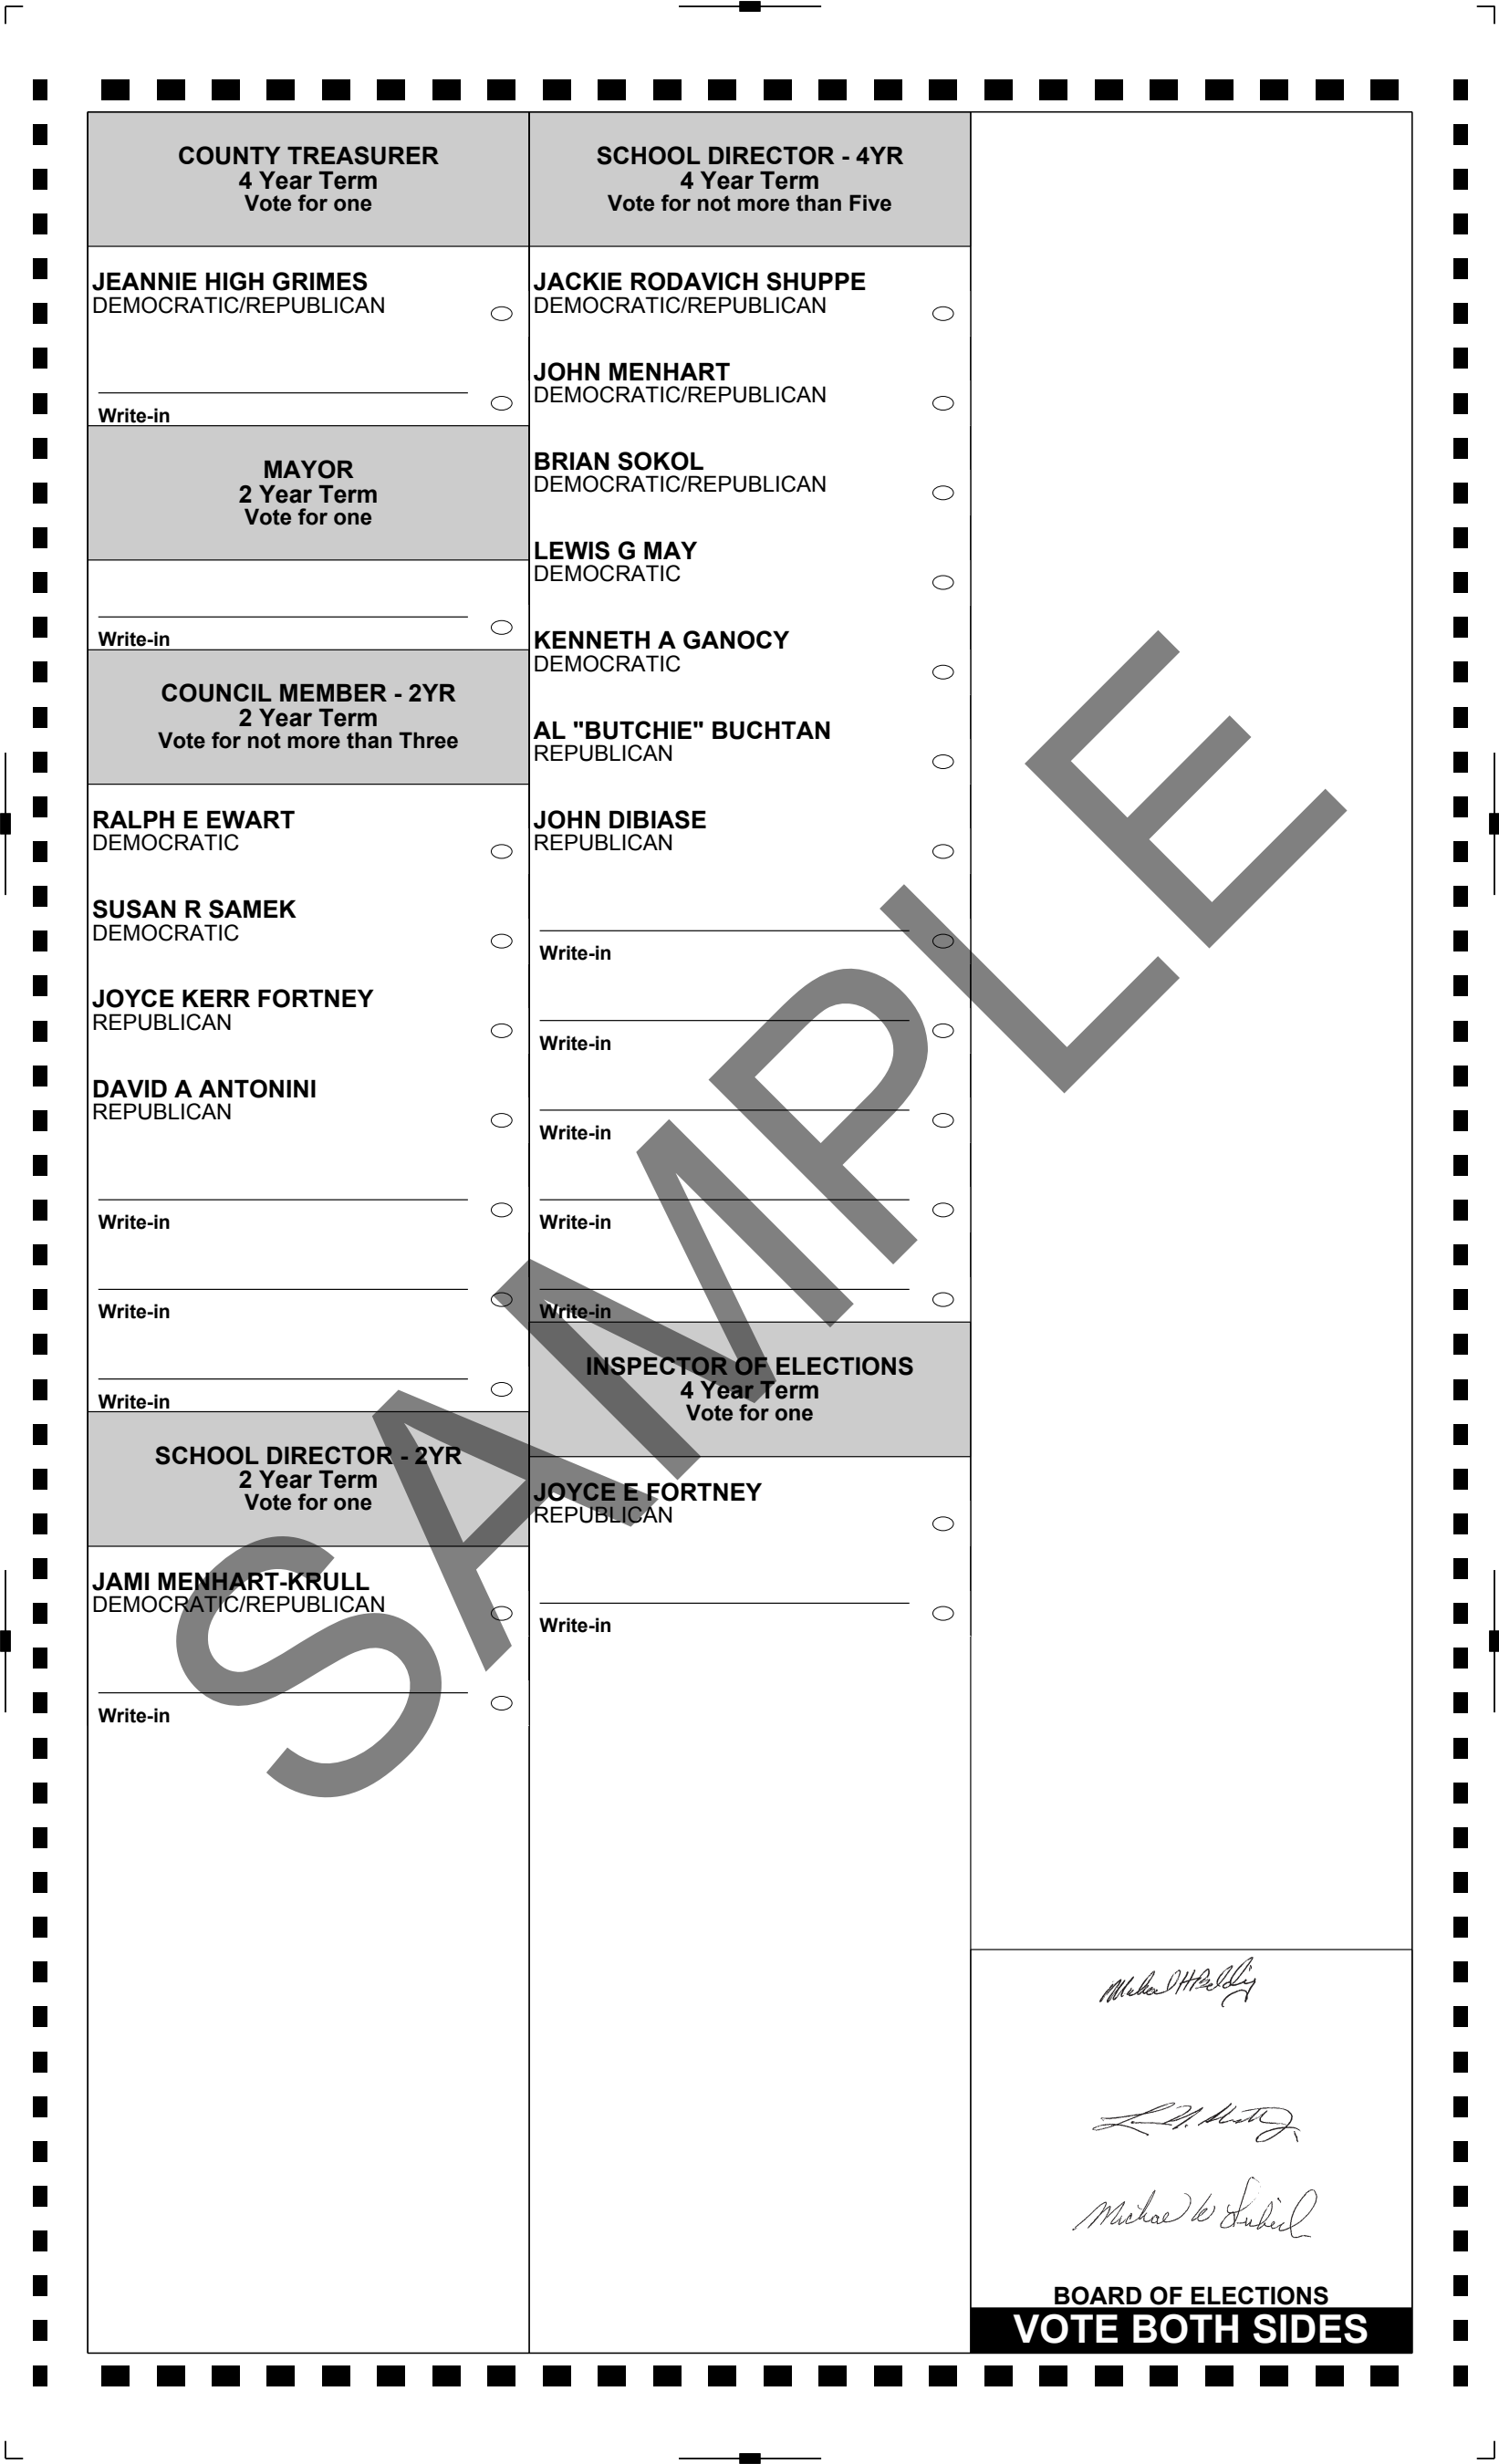 COUNTY TREASURER
4 Year Term
Vote for one
JEANNIE HIGH GRIMES
DEMOCRATIC/REPUBLICAN
Write-in
MAYOR
2 Year Term
Vote for one
Write-in
COUNCIL MEMBER - 2YR
2 Year Term
Vote for not more than Three
RALPH E EWART
DEMOCRATIC
SUSAN R SAMEK
DEMOCRATIC
JOYCE KERR FORTNEY
REPUBLICAN
DAVID A ANTONINI
REPUBLICAN
Write-in
Write-in
Write-in
SCHOOL DIRECTOR - 2YR
2 Year Term
Vote for one
JAMI MENHART-KRULL
DEMOCRATIC/REPUBLICAN
Write-in
SCHOOL DIRECTOR - 4YR
4 Year Term
Vote for not more than Five
JACKIE RODAVICH SHUPPE
DEMOCRATIC/REPUBLICAN
JOHN MENHART
DEMOCRATIC/REPUBLICAN
BRIAN SOKOL
DEMOCRATIC/REPUBLICAN
LEWIS G MAY
DEMOCRATIC
KENNETH A GANOCY
DEMOCRATIC
AL "BUTCHIE" BUCHTAN
REPUBLICAN
JOHN DIBIASE
REPUBLICAN
Write-in
Write-in
Write-in
Write-in
Write-in
INSPECTOR OF ELECTIONS
4 Year Term
Vote for one
JOYCE E FORTNEY
REPUBLICAN
Write-in
SAMPLE
Michael W
BOARD OF ELECTIONS
VOTE BOTH SIDES